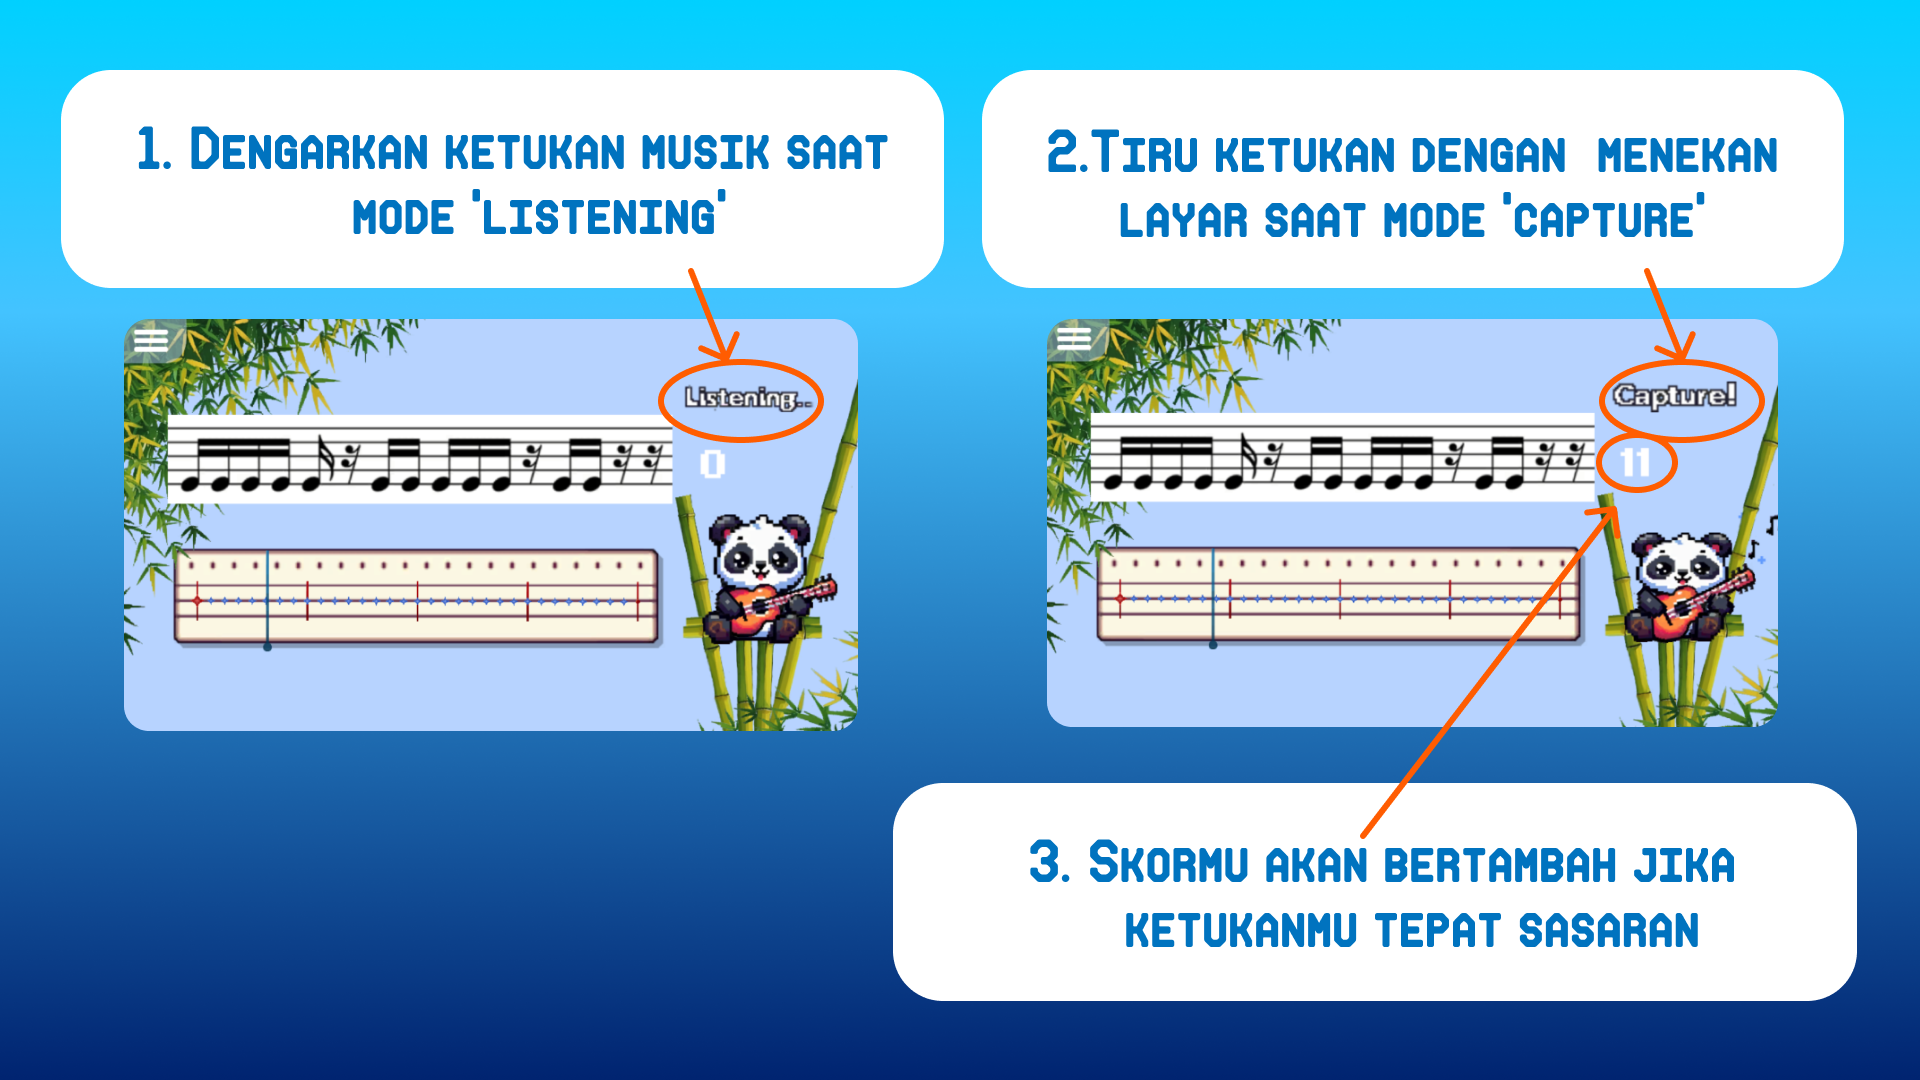 1. Dengarkan ketukan musik saat
mode 'listening'
2.Tiru ketukan dengan menekan
layar saat mode 'capture'
Listening..
0
Capture!
11
3. Skormu akan bertambah jika
ketukanmu tepat sasaran